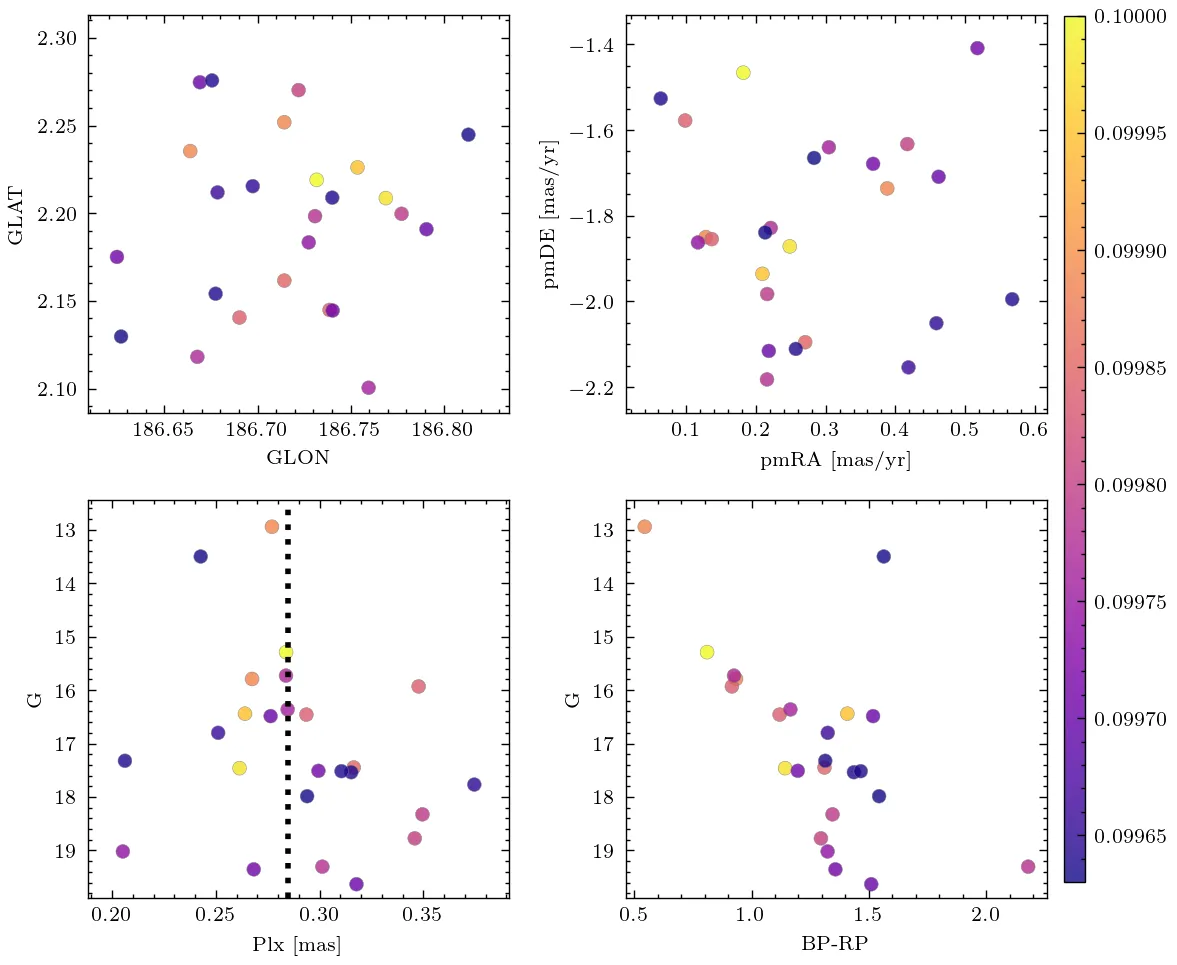 2.30
2.25
2.20
2.15
2.10
GLAT
186.65 186.70 186.75 186.80
GLON
−1.4
−1.6
−1.8
−2.0
−2.2
pmDE [mas/yr]
0.1 0.2 0.3 0.4 0.5 0.6
pmRA [mas/yr]
13
14
15
16
17
18
19
G
0.20 0.25 0.30 0.35
Plx [mas]
13
14
15
16
17
18
19
G
0.5 1.0 1.5 2.0
BP-RP
0.10000
0.09995
0.09990
0.09985
0.09980
0.09975
0.09970
0.09965